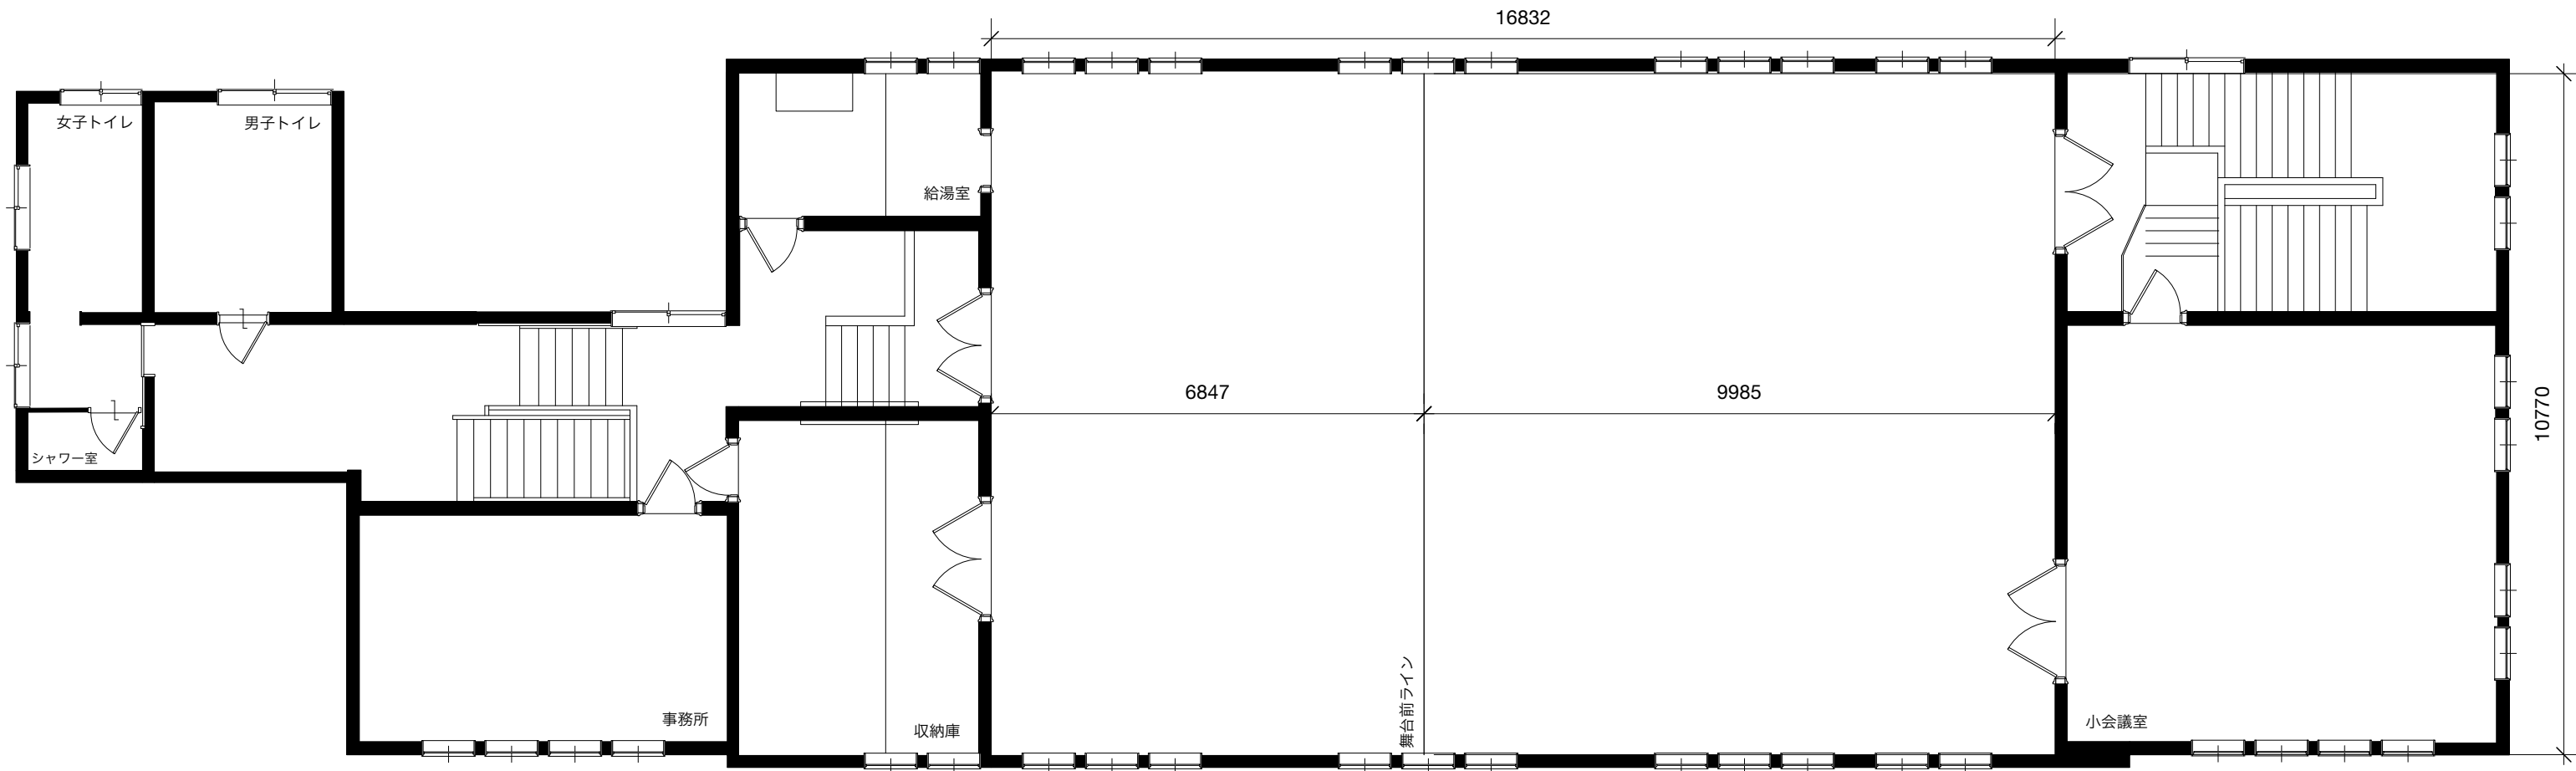 16832
女子トイレ
男子トイレ
給湯室
6847
9985
10770
シャワー室
事務所
収納庫
舞台前ライン
小会議室